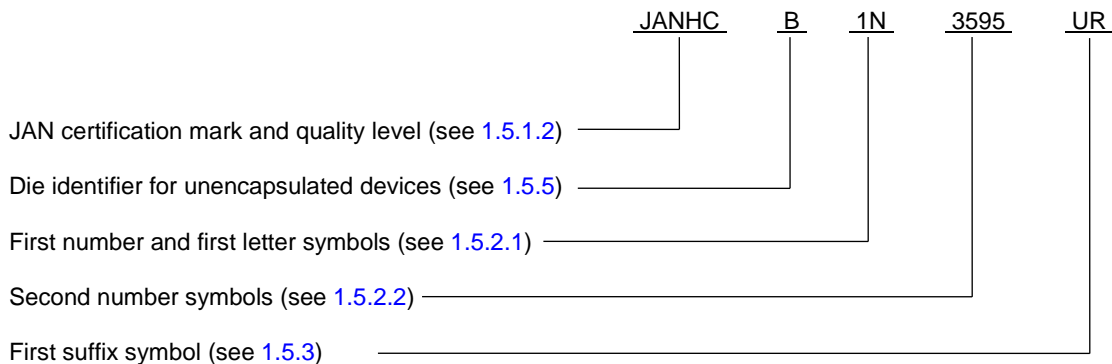 JANHC B 1N 3595 UR
JAN certification mark and quality level (see 1.5.1.2)
Die identifier for unencapsulated devices (see 1.5.5)
First number and first letter symbols (see 1.5.2.1)
Second number symbols (see 1.5.2.2)
First suffix symbol (see 1.5.3)